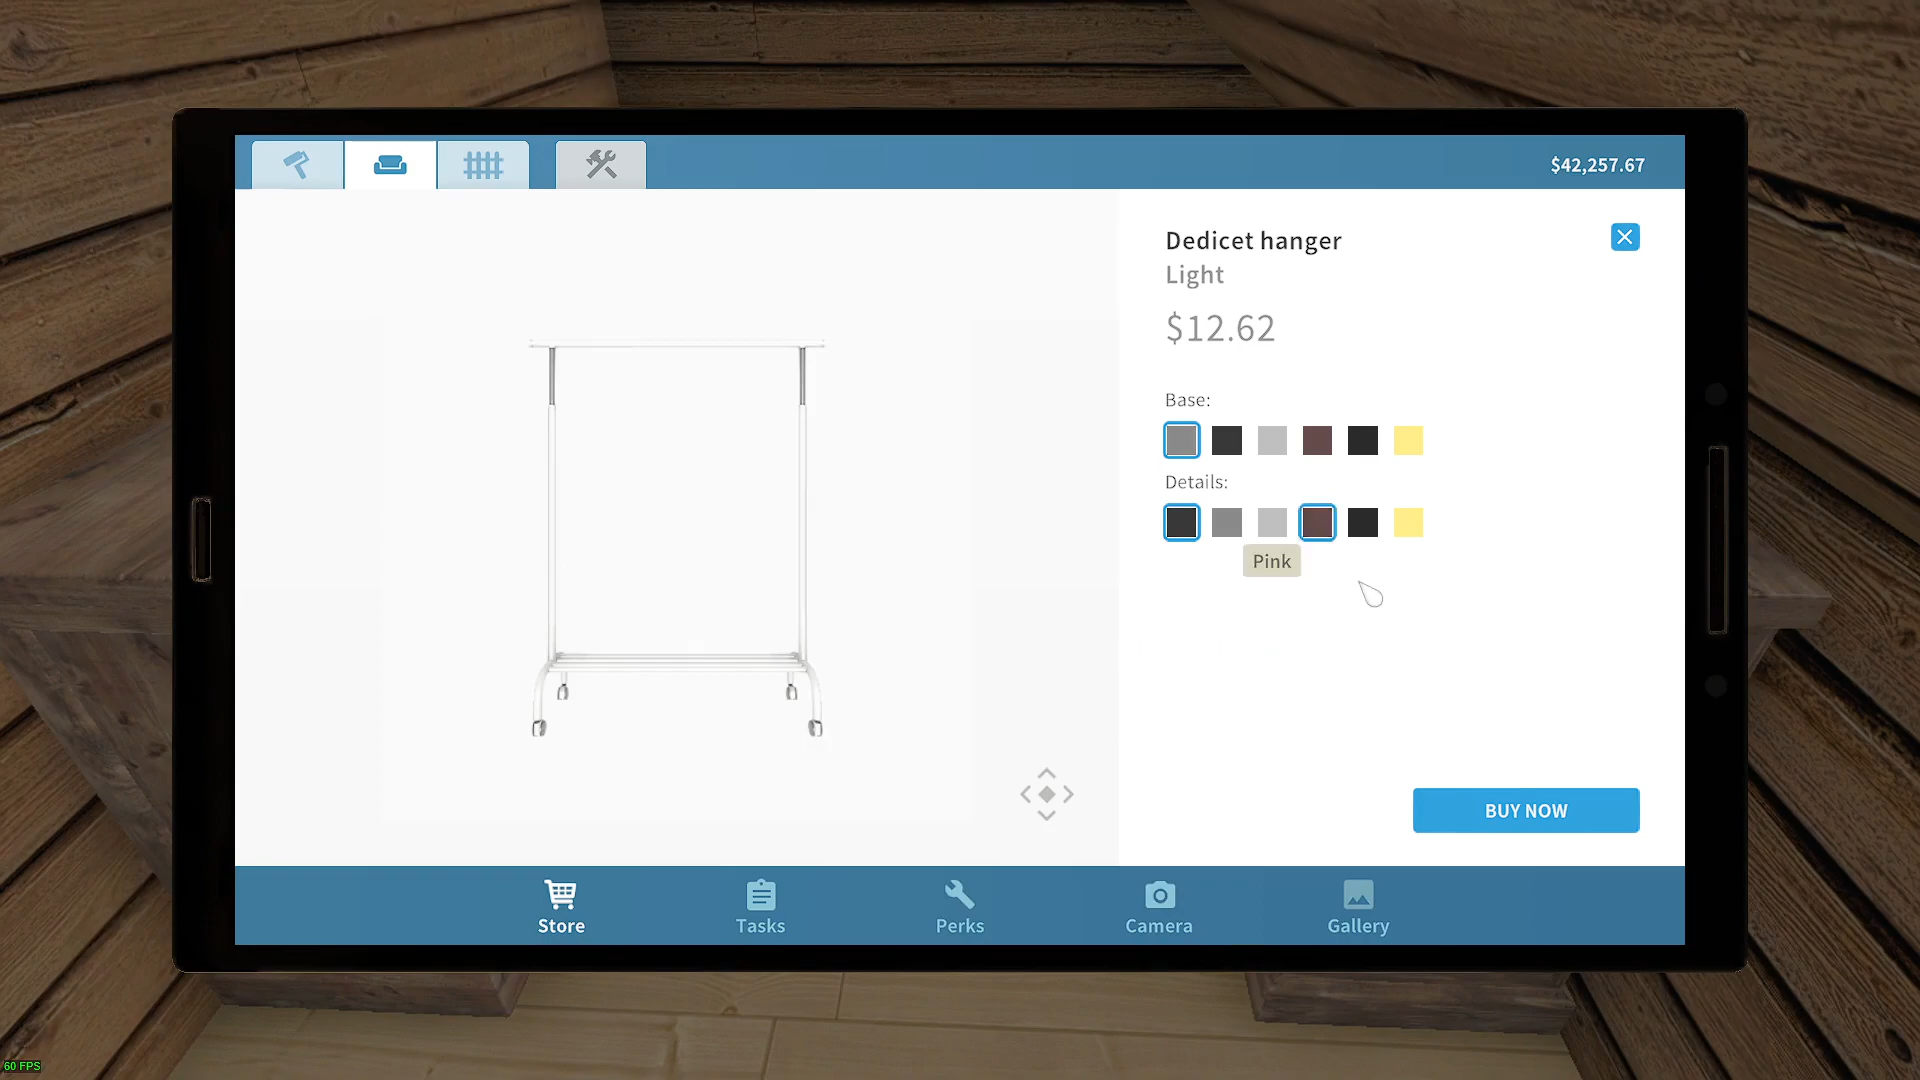 $42,257.67
Dedicet hanger
Light
$12.62
Base:
Details:
Pink
BUY NOW
Store
Tasks
Perks
Camera
Gallery
60 FPS